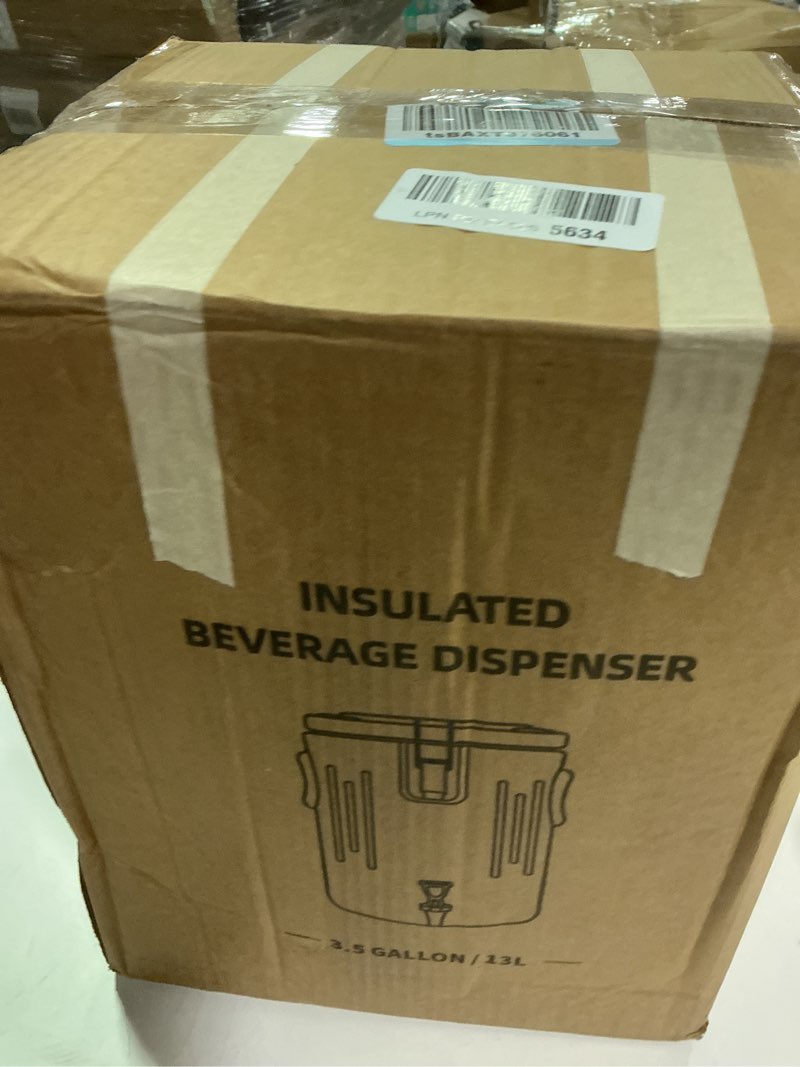 LPN
5634
INSULATED
BEVERAGE DISPENSER
3.5 GALLON / 13L